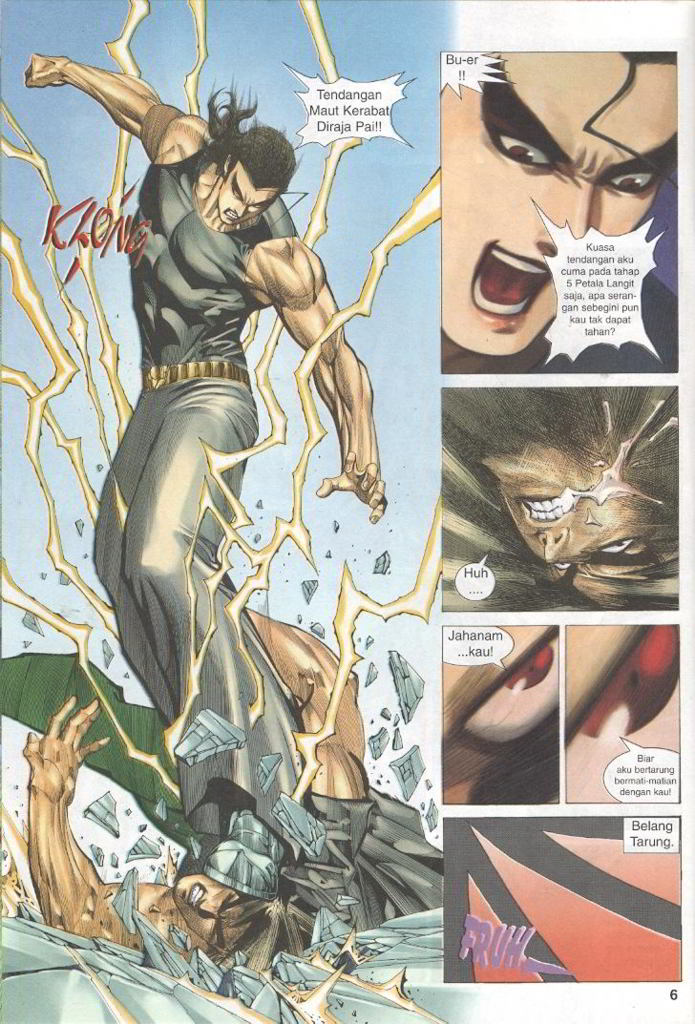 Tendangan
Maut Kerabat
Diraja Pai!!
KLONG
Bu-er
!!
Kuasa
tendangan aku
cuma pada tahap
5 Petala Langit
saja, apa seran-
gan sebegini pun
kau tak dapat
tahan?
Huh
....
Jahanam
...kau!
Biar
aku bertarung
bermati-matian
dengan kau!
Belang
Tarung.
FRUH
6